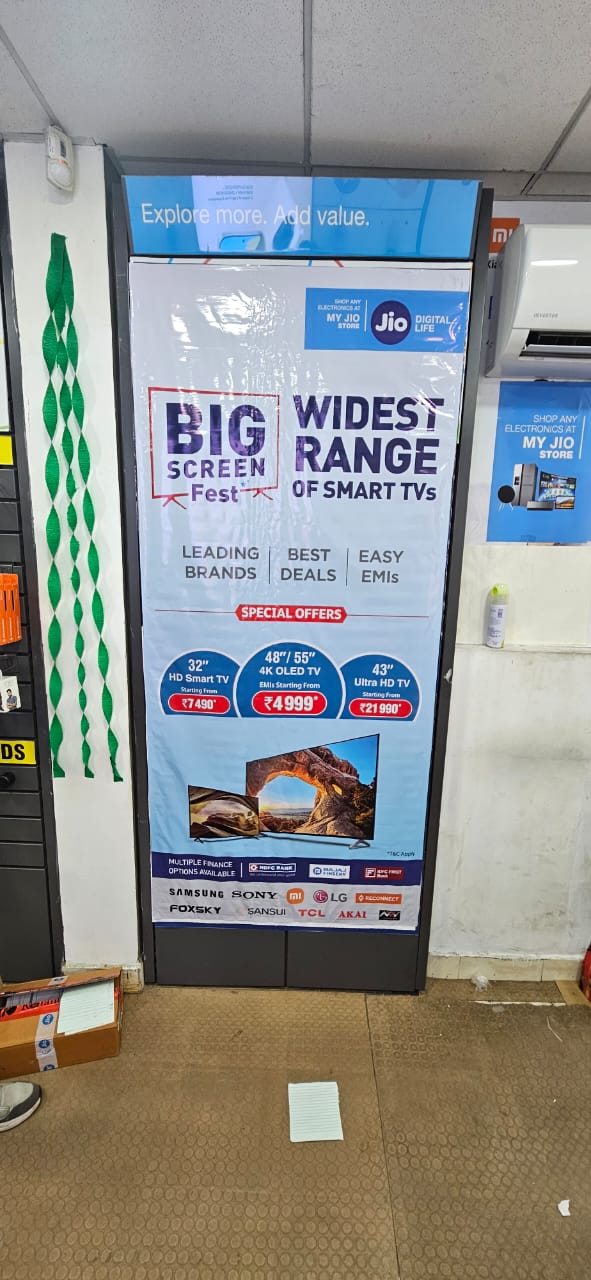 Explore more. Add value.
SHOP ANY
ELECTRONICS AT
MY JIO
STORE
Jio
DIGITAL
LIFE
BIG
SCREEN
Fest
WIDEST
RANGE
OF SMART TVs
LEADING
BRANDS
BEST
DEALS
EASY
EMIs
SPECIAL OFFERS
32"
HD Smart TV
Starting From
₹7490*
48"/ 55"
4K OLED TV
EMIs Starting From
₹4999*
43"
Ultra HD TV
Starting From
₹21990*
*T&C Apply
MULTIPLE FINANCE
OPTIONS AVAILABLE
HDFC BANK
BAJAJ
FINSERV
IDFC FIRST
Bank
SAMSUNG SONY mi LG RECONNECT
FOXSKY SANSUI TCL AKAI
mi
INVERTER
SHOP ANY
ELECTRONICS AT
MY JIO
STORE
DS